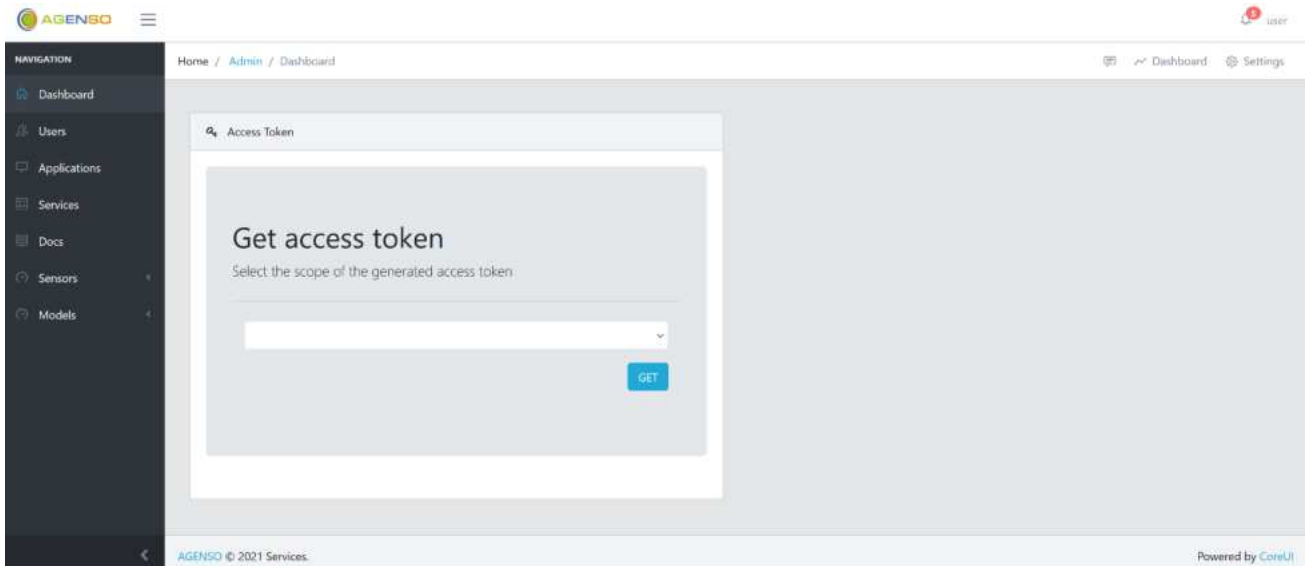 AGENSO
5
user
NAVIGATION
Home / Admin / Dashboard
Dashboard
Settings
Dashboard
Users
Applications
Services
Docs
Sensors
Models
Access Token
Get access token
Select the scope of the generated access token
GET
AGENSO © 2021 Services.
Powered by CoreUI